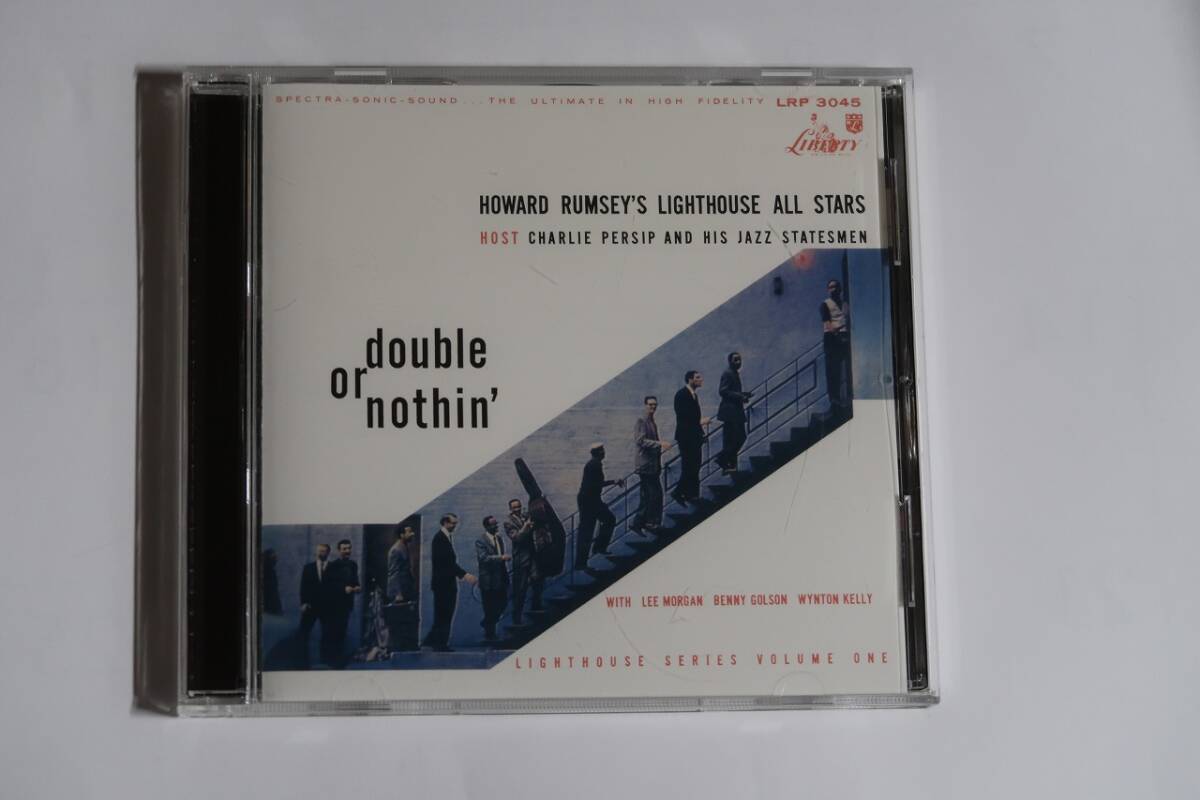 SPECTRA-SONIC-SOUND...THE ULTIMATE IN HIGH FIDELITY LRP 3045
LIBERTY
HOWARD RUMSEY'S LIGHTHOUSE ALL STARS
HOST CHARLIE PERSIP AND HIS JAZZ STATESMEN
double
or
nothin'
WITH LEE MORGAN BENNY GOLSON WYNTON KELLY
LIGHTHOUSE SERIES VOLUME ONE